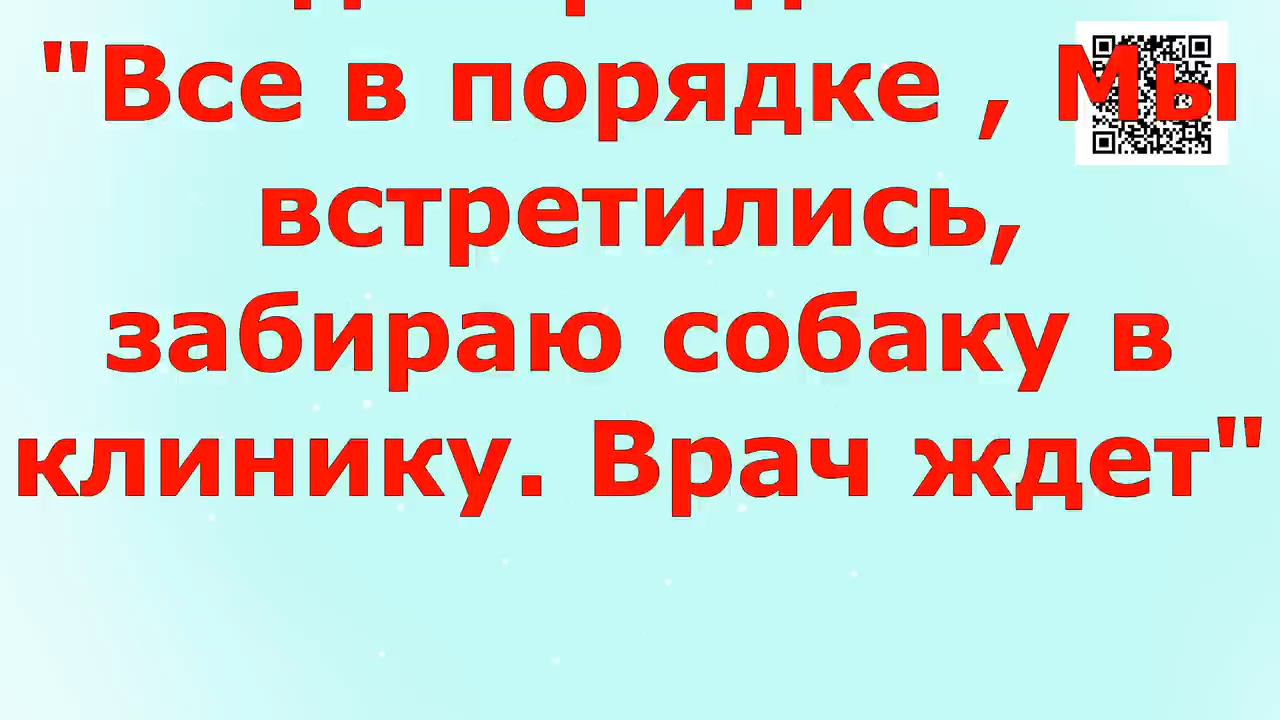 "Все в порядке , Мы
встретились,
забираю собаку в
клинику. Врач ждет"